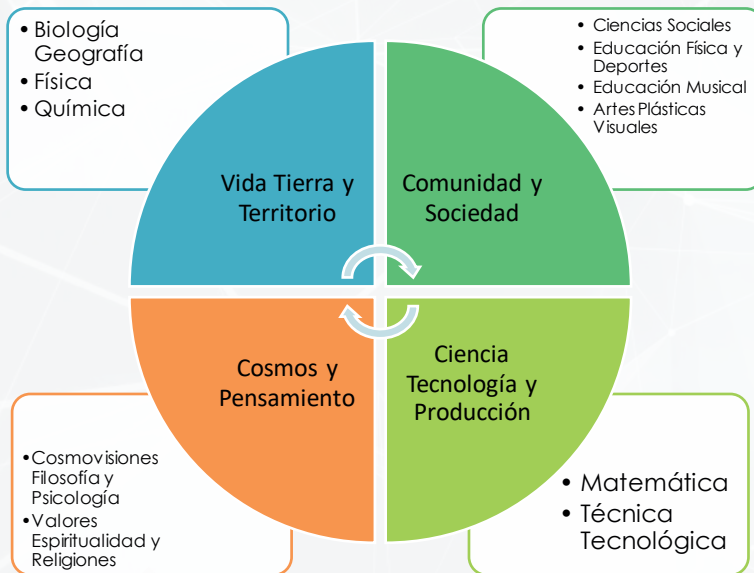 • Biología
Geografía
• Física
• Química
• Ciencias Sociales
• Educación Física y
Deportes
• Educación Musical
• Artes Plásticas
Visuales
Vida Tierra y
Territorio
Comunidad y
Sociedad
Cosmos y
Pensamiento
Ciencia
Tecnología y
Producción
• Cosmovisiones
Filosofía y
Psicología
• Valores
Espiritualidad y
Religiones
• Matemática
• Técnica
Tecnológica